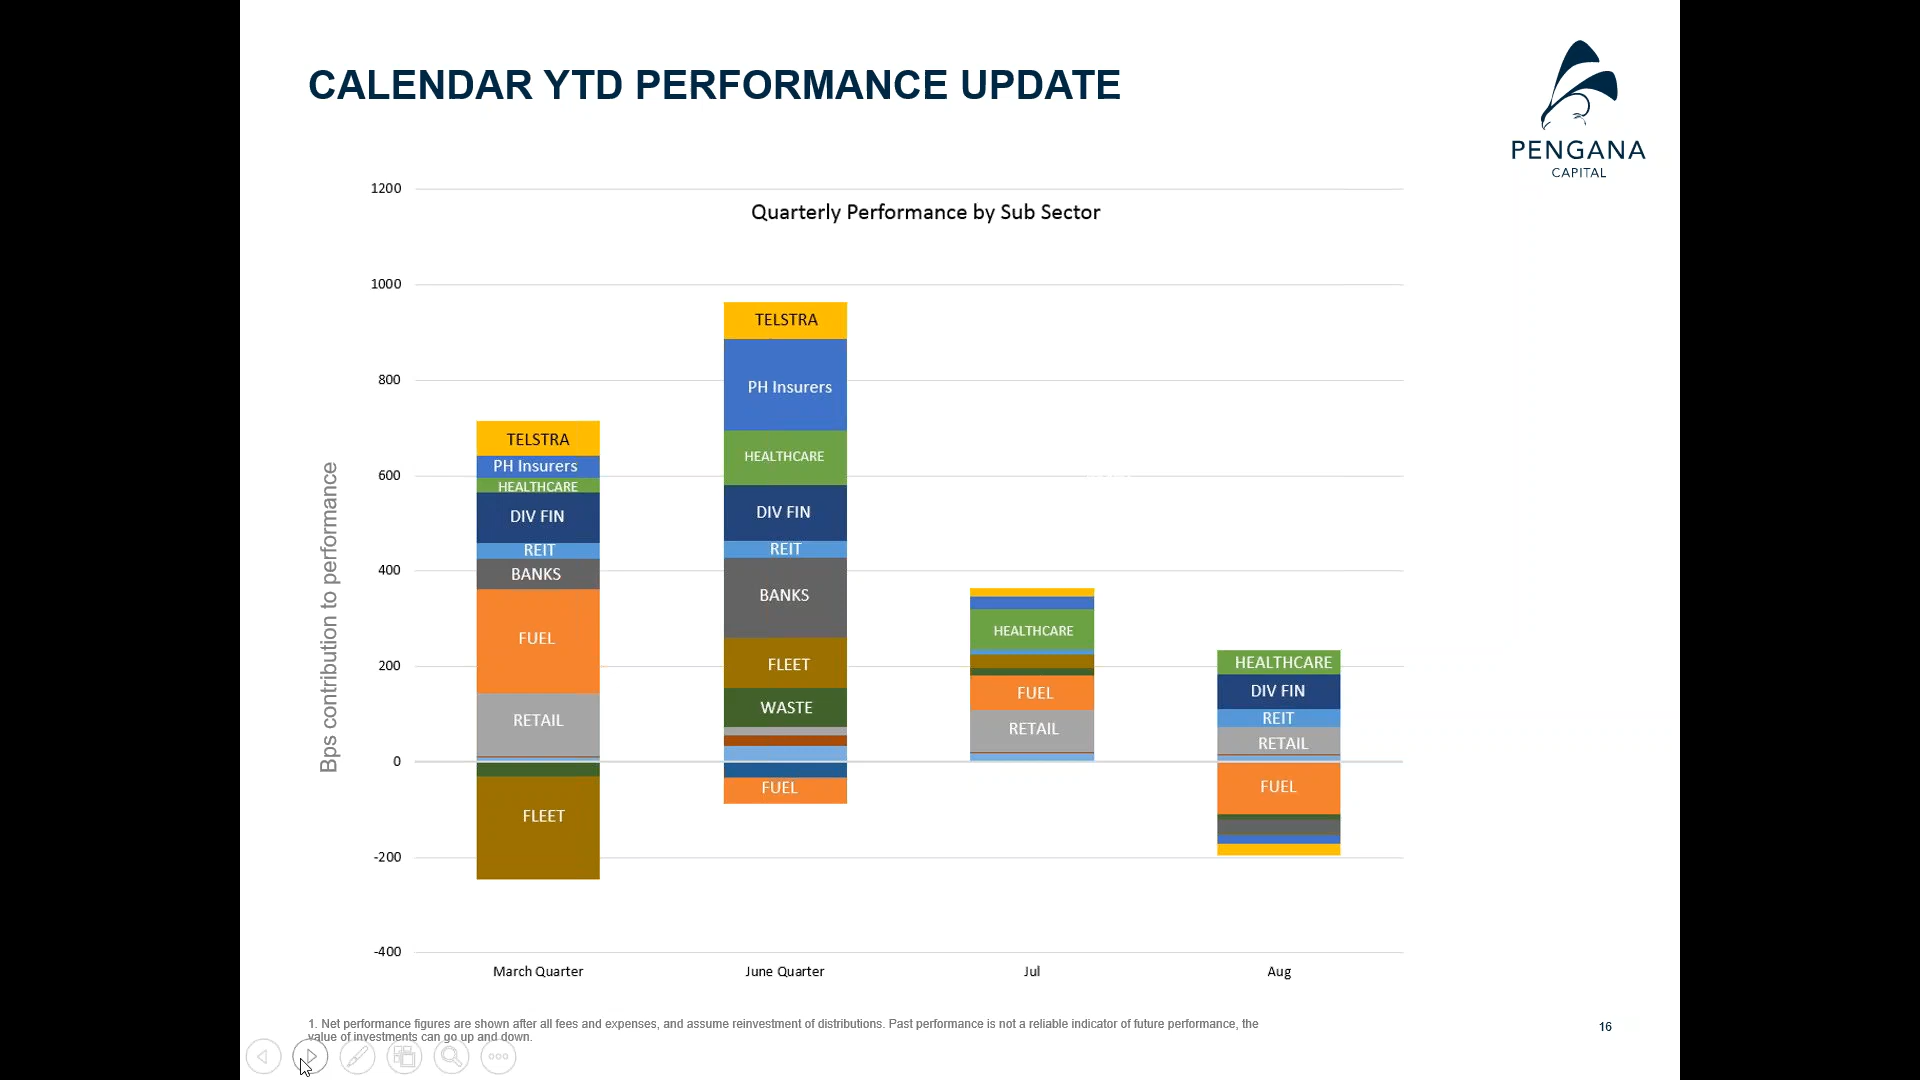 CALENDAR YTD PERFORMANCE UPDATE
PENGANA
CAPITAL
Quarterly Performance by Sub Sector
Bps contribution to performance
1200
1000
800
600
400
200
0
-200
-400
TELSTRA
PH Insurers
HEALTHCARE
DIV FIN
REIT
BANKS
FUEL
RETAIL
FLEET
TELSTRA
PH Insurers
HEALTHCARE
DIV FIN
REIT
BANKS
FLEET
WASTE
FUEL
HEALTHCARE
FUEL
RETAIL
HEALTHCARE
DIV FIN
REIT
RETAIL
FUEL
March Quarter
June Quarter
Jul
Aug
1. Net performance figures are shown after all fees and expenses, and assume reinvestment of distributions. Past performance is not a reliable indicator of future performance, the
value of investments can go up and down.
16